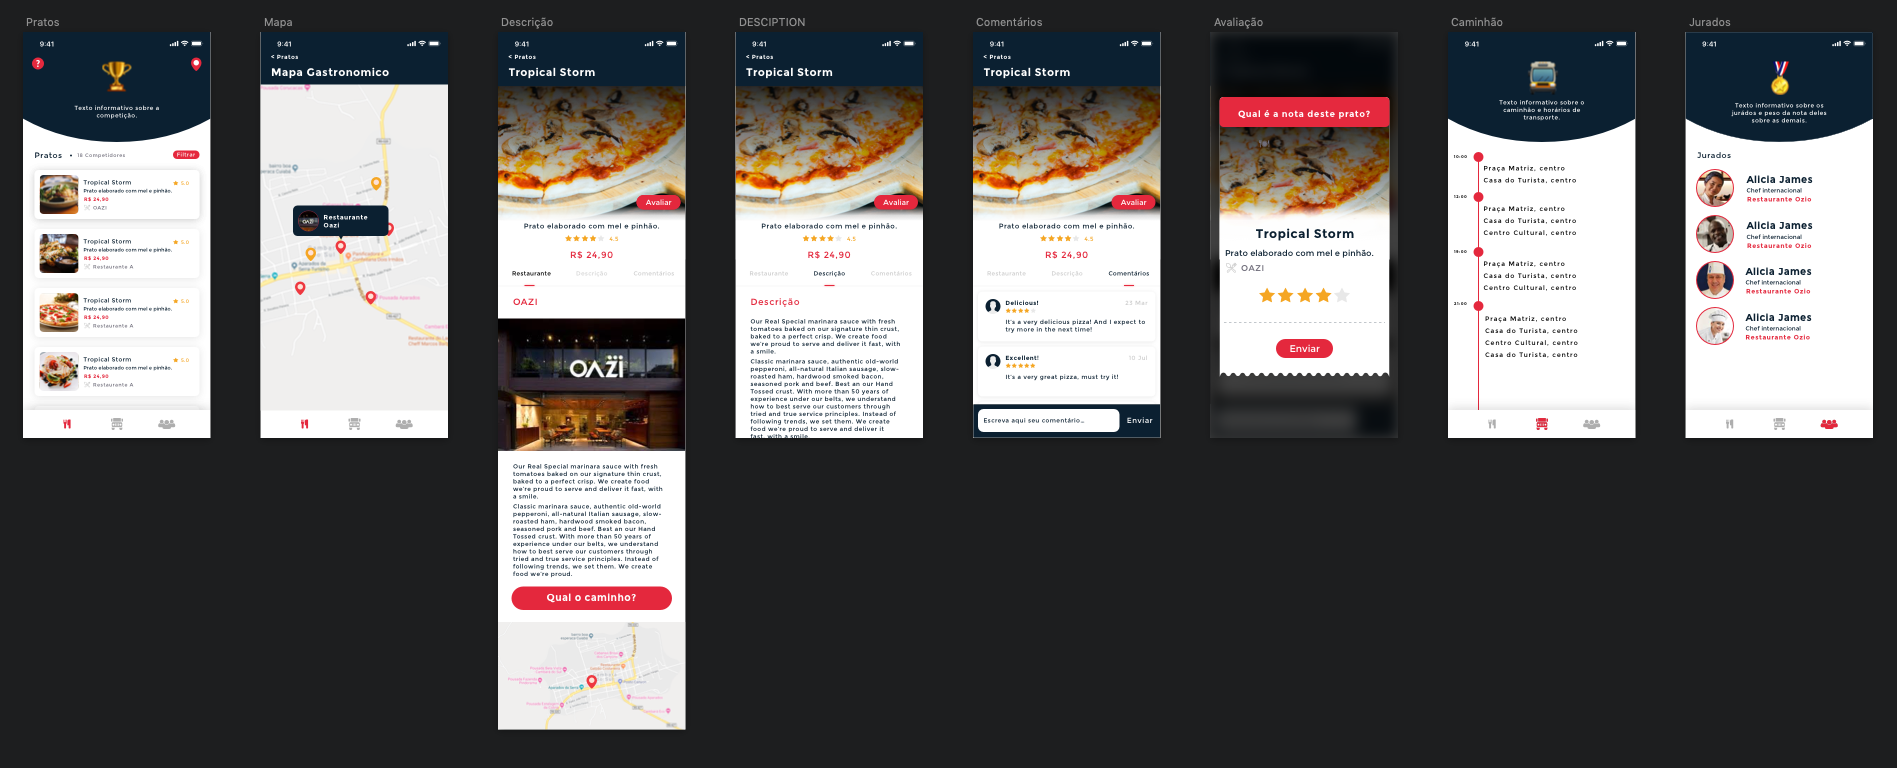 Pratos
9:41
?
Texto informativo sobre a
competição.
Pratos • 18 Competidores Filtrar
Tropical Storm 5.0
Prato elaborado com mel e pinhão.
R$ 24,90
OAZI
Tropical Storm 5.0
Prato elaborado com mel e pinhão.
R$ 24,90
Restaurante A
Tropical Storm 5.0
Prato elaborado com mel e pinhão.
R$ 24,90
Restaurante A
Tropical Storm 5.0
Prato elaborado com mel e pinhão.
R$ 24,90
Restaurante A
Mapa
9:41
< Pratos
Mapa Gastronomico
OAZI
Restaurante
Oazi
Descrição
9:41
< Pratos
Tropical Storm
Avaliar
Prato elaborado com mel e pinhão.
4.5
R$ 24,90
Restaurante Descrição Comentários
OAZI
OAZI
Our Real Special marinara sauce with fresh
tomatoes baked on our signature thin crust,
baked to a perfect crisp. We create food
we're proud to serve and deliver it fast, with
a smile.
Classic marinara sauce, authentic old-world
pepperoni, all-natural Italian sausage, slow-
roasted ham, hardwood smoked bacon,
seasoned pork and beef. Best an our Hand
Tossed crust. With more than 50 years of
experience under our belts, we understand
how to best serve our customers through
tried and true service principles. Instead of
following trends, we set them. We create
food we're proud.
Qual o caminho?
DESCIPTION
9:41
< Pratos
Tropical Storm
Avaliar
Prato elaborado com mel e pinhão.
4.5
R$ 24,90
Restaurante Descrição Comentários
Descrição
Our Real Special marinara sauce with fresh
tomatoes baked on our signature thin crust,
baked to a perfect crisp. We create food
we're proud to serve and deliver it fast, with
a smile.
Classic marinara sauce, authentic old-world
pepperoni, all-natural Italian sausage, slow-
roasted ham, hardwood smoked bacon,
seasoned pork and beef. Best an our Hand
Tossed crust. With more than 50 years of
experience under our belts, we understand
how to best serve our customers through
tried and true service principles. Instead of
following trends, we set them. We create
food we're proud to serve and deliver it
fast, with a smile.
Comentários
9:41
< Pratos
Tropical Storm
Avaliar
Prato elaborado com mel e pinhão.
4.5
R$ 24,90
Restaurante Descrição Comentários
Delicious! 23 Mar
It's a very delicious pizza! And I expect to
try more in the next time!
Excellent!
It's a very great pizza, must try it!
Escreva aqui seu comentário... Enviar
Avaliação
Qual é a nota deste prato?
Tropical Storm
Prato elaborado com mel e pinhão.
OAZI
Enviar
Caminhão
9:41
Texto informativo sobre o
caminhão e horários de
transporte.
10:00
Praça Matriz, centro
Casa do Turista, centro
12:00
Praça Matriz, centro
Casa do Turista, centro
Centro Cultural, centro
19:00
Praça Matriz, centro
Casa do Turista, centro
Centro Cultural, centro
21:00
Praça Matriz, centro
Casa do Turista, centro
Centro Cultural, centro
Casa do Turista, centro
Jurados
9:41
Texto informativo sobre os
jurádos e peso da nota deles
sobre as demais.
Jurados
Alicia James
Chef internacional
Restaurante Ozio
Alicia James
Chef internacional
Restaurante Ozio
Alicia James
Chef internacional
Restaurante Ozio
Alicia James
Chef internacional
Restaurante Ozio